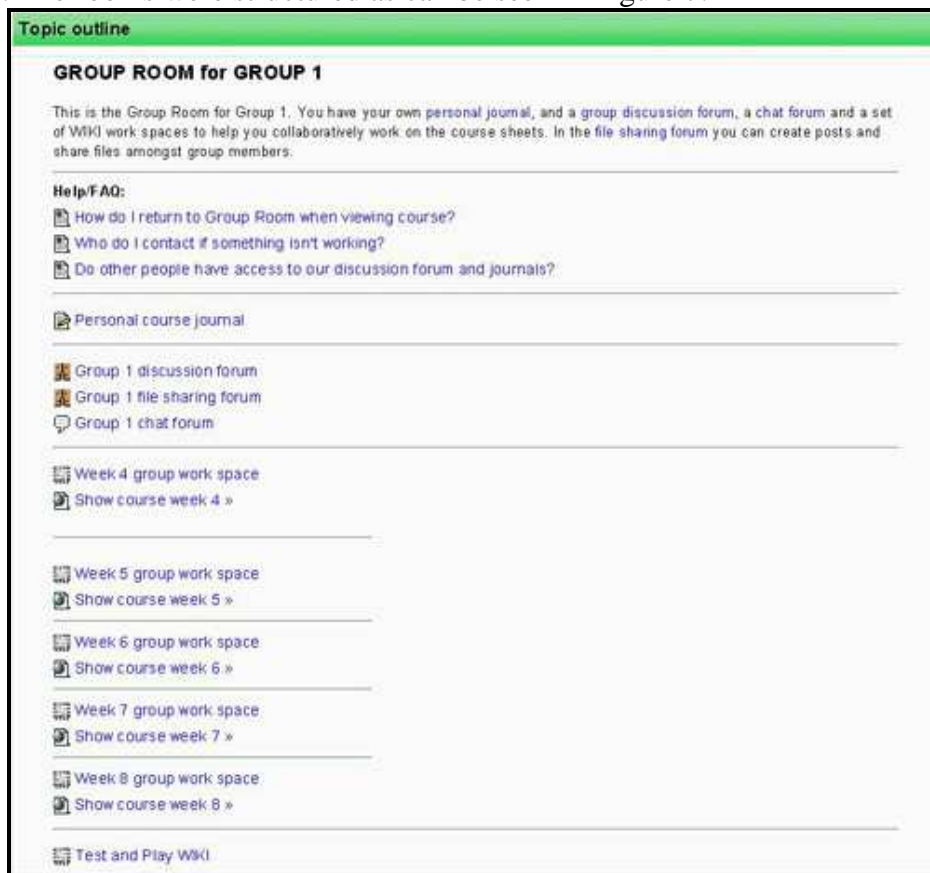 Topic outline
GROUP ROOM for GROUP 1
This is the Group Room for Group 1. You have your own personal journal, and a group discussion forum, a chat forum and a set
of WIKI work spaces to help you collaboratively work on the course sheets. In the file sharing forum you can create posts and
share files amongst group members.
Help/FAQ:
How do I return to Group Room when viewing course?
Who do I contact if something isn't working?
Do other people have access to our discussion forum and journals?
Personal course journal
Group 1 discussion forum
Group 1 file sharing forum
Group 1 chat forum
Week 4 group work space
Show course week 4 »
Week 5 group work space
Show course week 5 »
Week 6 group work space
Show course week 6 »
Week 7 group work space
Show course week 7 »
Week 8 group work space
Show course week 8 »
Test and Play WIKI